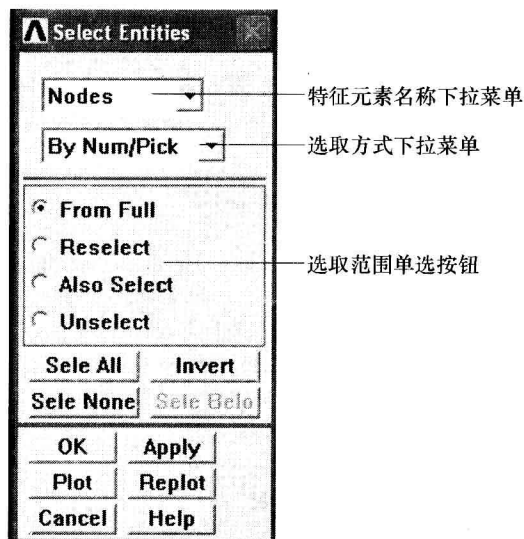 Select Entities
Nodes
特征元素名称下拉菜单
By Num/Pick
选取方式下拉菜单
From Full
Reselect
Also Select
Unselect
选取范围单选按钮
Sele All Invert
Sele None Sele Belo
OK Apply
Plot Replot
Cancel Help